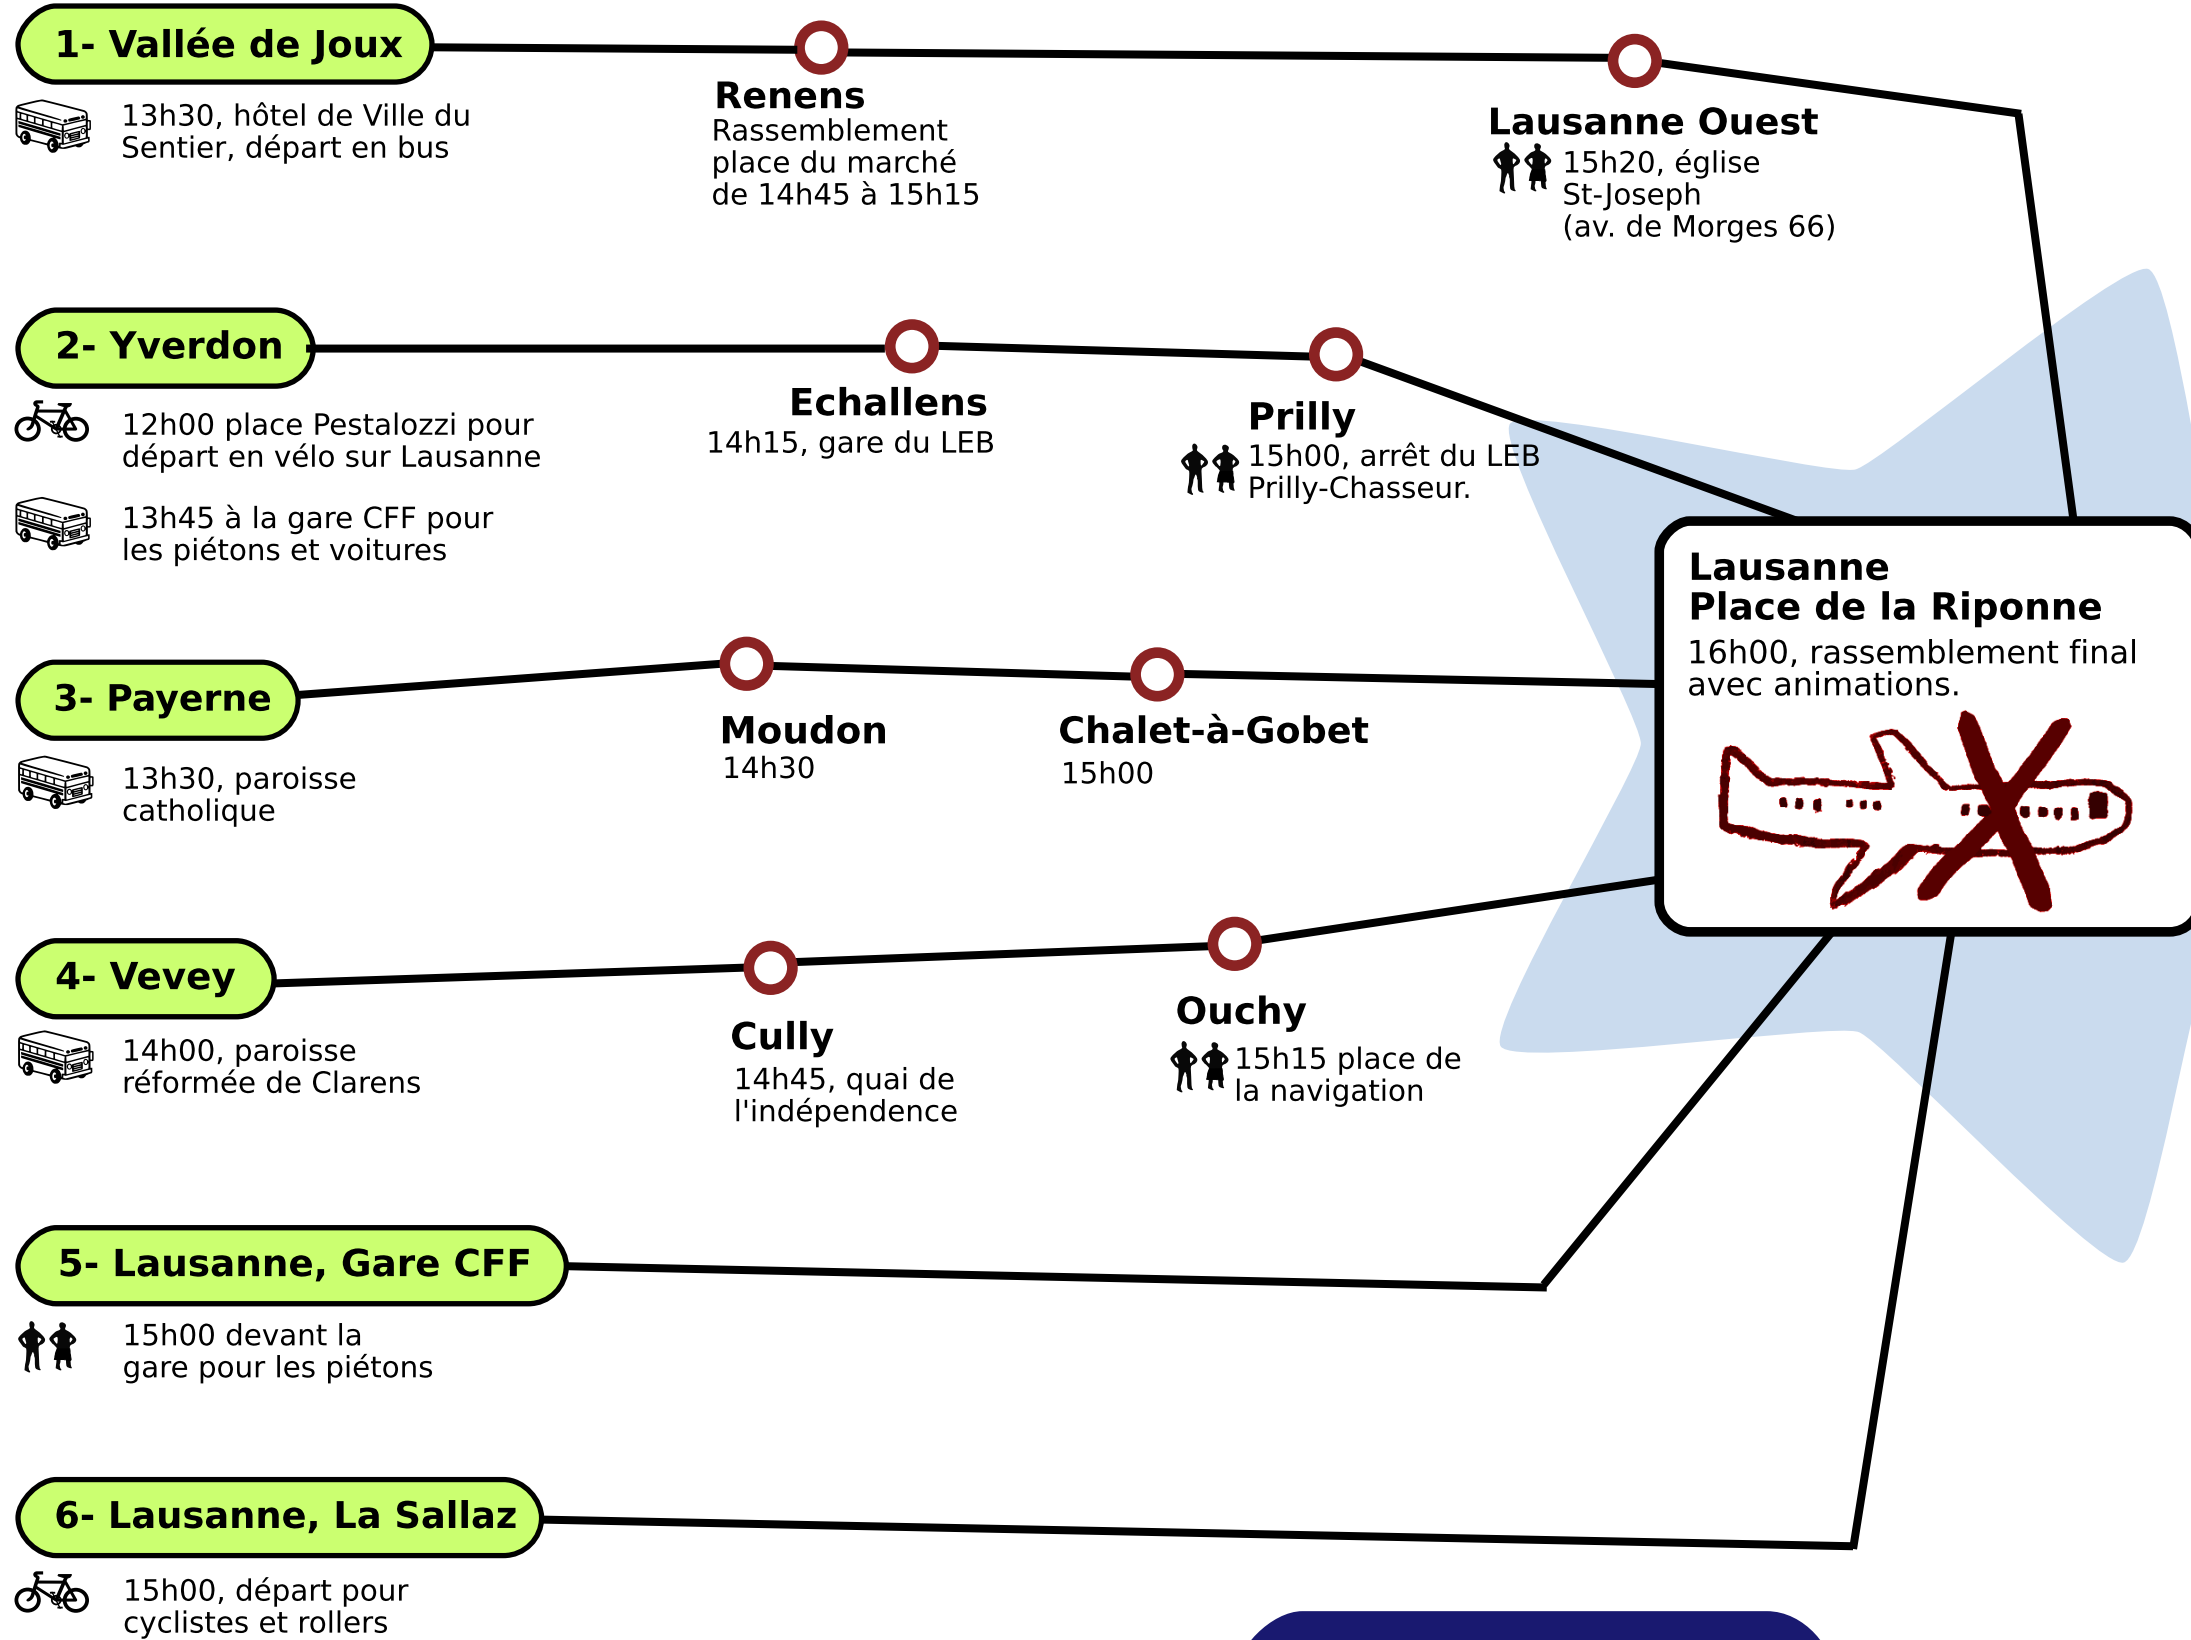 1- Vallée de Joux
13h30, hôtel de Ville du
Sentier, départ en bus
Renens
Rassemblement
place du marché
de 14h45 à 15h15
Lausanne Ouest
15h20, église
St-Joseph
(av. de Morges 66)
2- Yverdon
12h00 place Pestalozzi pour
départ en vélo sur Lausanne
13h45 à la gare CFF pour
les piétons et voitures
Echallens
14h15, gare du LEB
Prilly
15h00, arrêt du LEB
Prilly-Chasseur.
3- Payerne
13h30, paroisse
catholique
Moudon
14h30
Chalet-à-Gobet
15h00
Lausanne
Place de la Riponne
16h00, rassemblement final
avec animations.
4- Vevey
14h00, paroisse
réformée de Clarens
Cully
14h45, quai de
l'indépendence
Ouchy
15h15 place de
la navigation
5- Lausanne, Gare CFF
15h00 devant la
gare pour les piétons
6- Lausanne, La Sallaz
15h00, départ pour
cyclistes et rollers